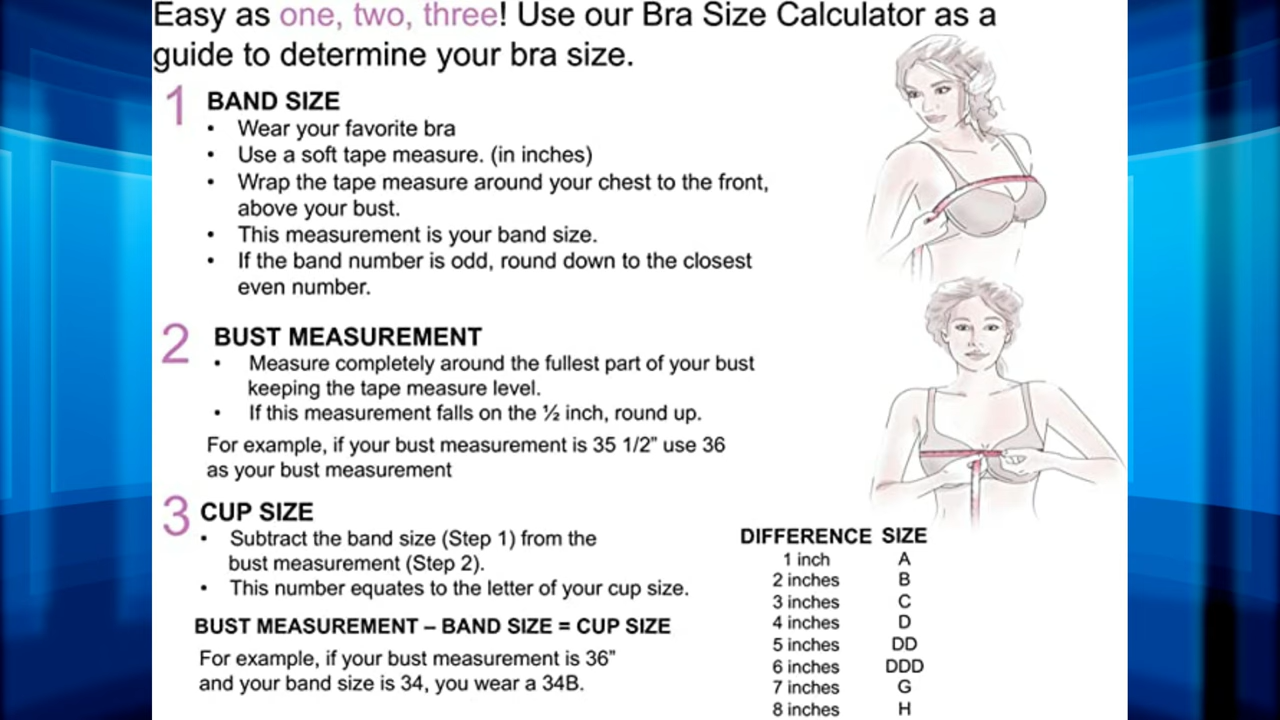 Easy as one, two, three! Use our Bra Size Calculator as a
guide to determine your bra size.
1 BAND SIZE
• Wear your favorite bra
• Use a soft tape measure. (in inches)
• Wrap the tape measure around your chest to the front,
above your bust.
• This measurement is your band size.
• If the band number is odd, round down to the closest
even number.
2 BUST MEASUREMENT
• Measure completely around the fullest part of your bust
keeping the tape measure level.
• If this measurement falls on the ½ inch, round up.
For example, if your bust measurement is 35 1/2” use 36
as your bust measurement
3 CUP SIZE
• Subtract the band size (Step 1) from the
bust measurement (Step 2).
• This number equates to the letter of your cup size.
BUST MEASUREMENT – BAND SIZE = CUP SIZE
For example, if your bust measurement is 36”
and your band size is 34, you wear a 34B.
DIFFERENCE SIZE
1 inch A
2 inches B
3 inches C
4 inches D
5 inches DD
6 inches DDD
7 inches G
8 inches H